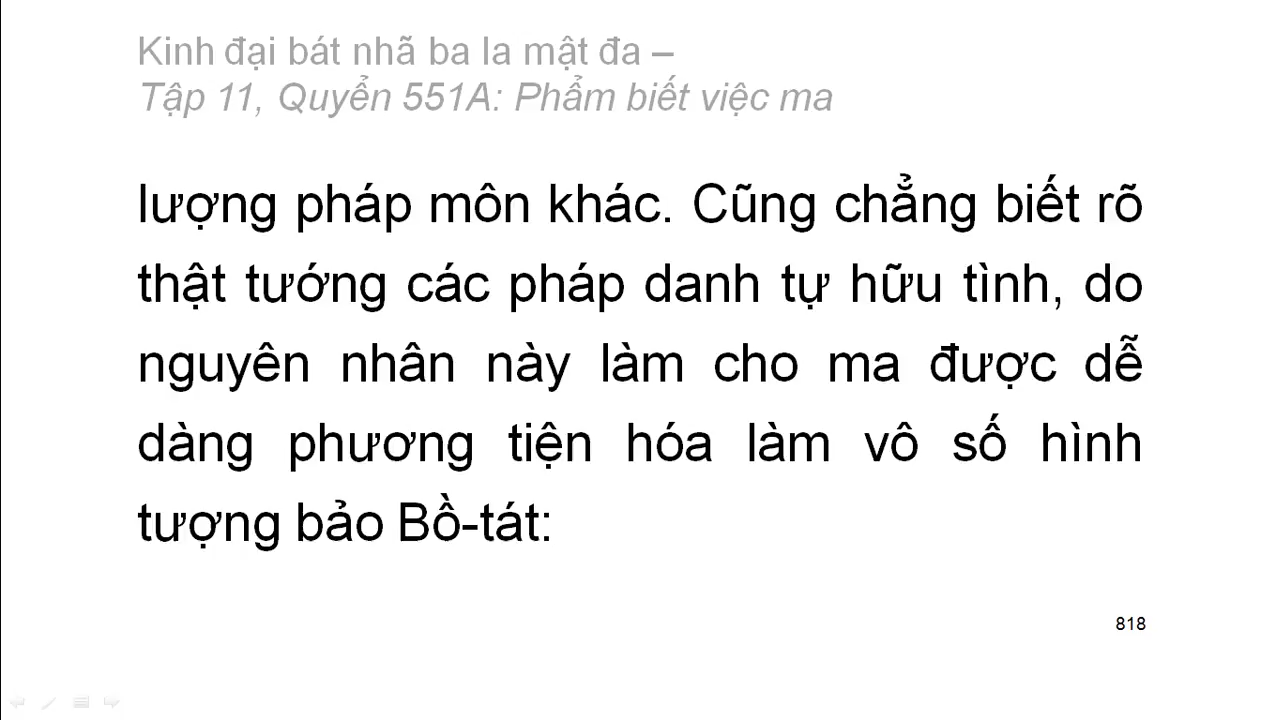 Kinh đại bát nhã ba la mật đa –
Tập 11, Quyển 551A: Phẩm biết việc ma
lượng pháp môn khác. Cũng chẳng biết rõ
thật tướng các pháp danh tự hữu tình, do
nguyên nhân này làm cho ma được dễ
dàng phương tiện hóa làm vô số hình
tượng bảo Bồ-tát:
818